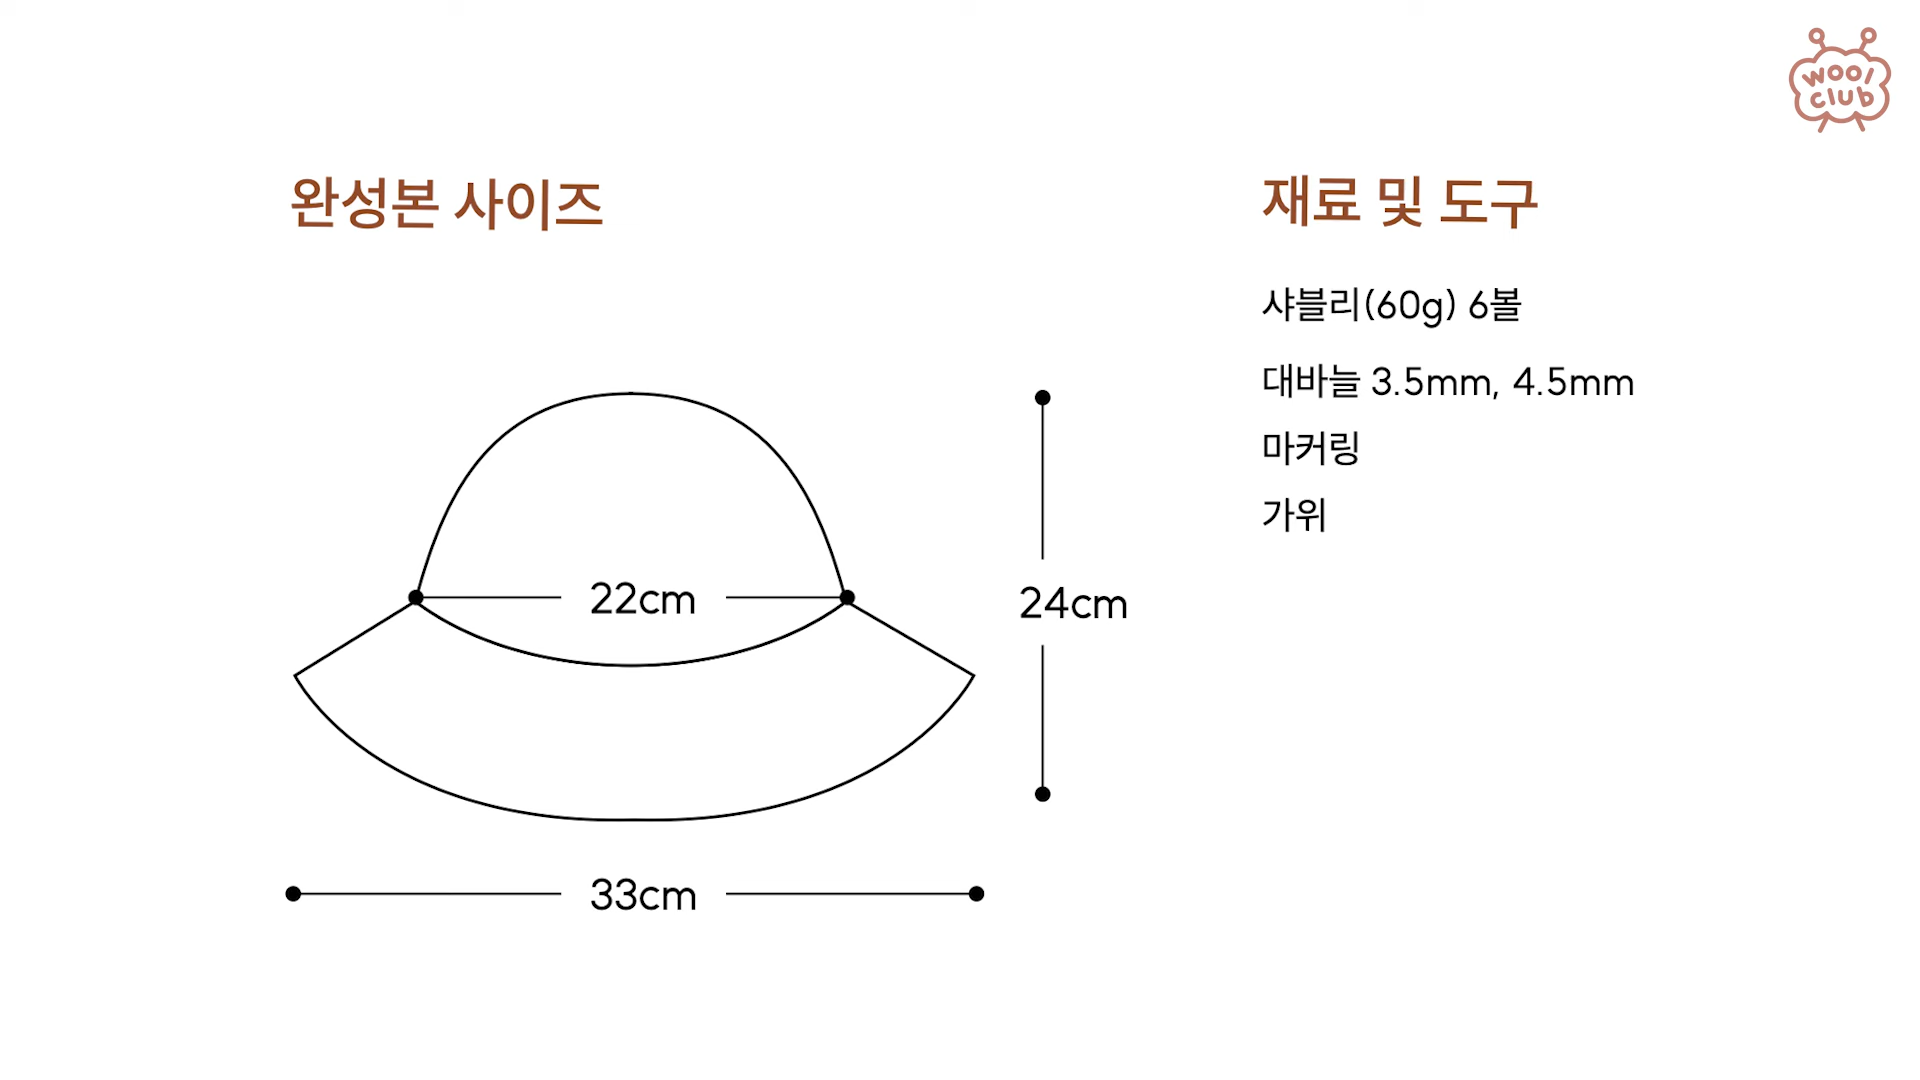 wool
club
완성본 사이즈
22cm
24cm
33cm
재료 및 도구
샤블리(60g) 6볼
대바늘 3.5mm, 4.5mm
마커링
가위